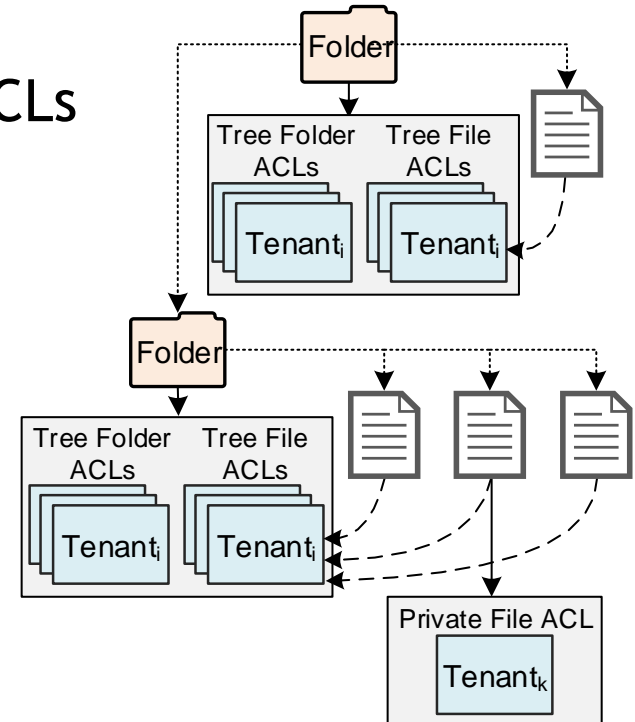 CLs
Folder
Tree Folder ACLs
Tree File ACLs
Tenanti
Tenanti
Folder
Tree Folder ACLs
Tree File ACLs
Tenanti
Tenanti
Private File ACL
Tenantk